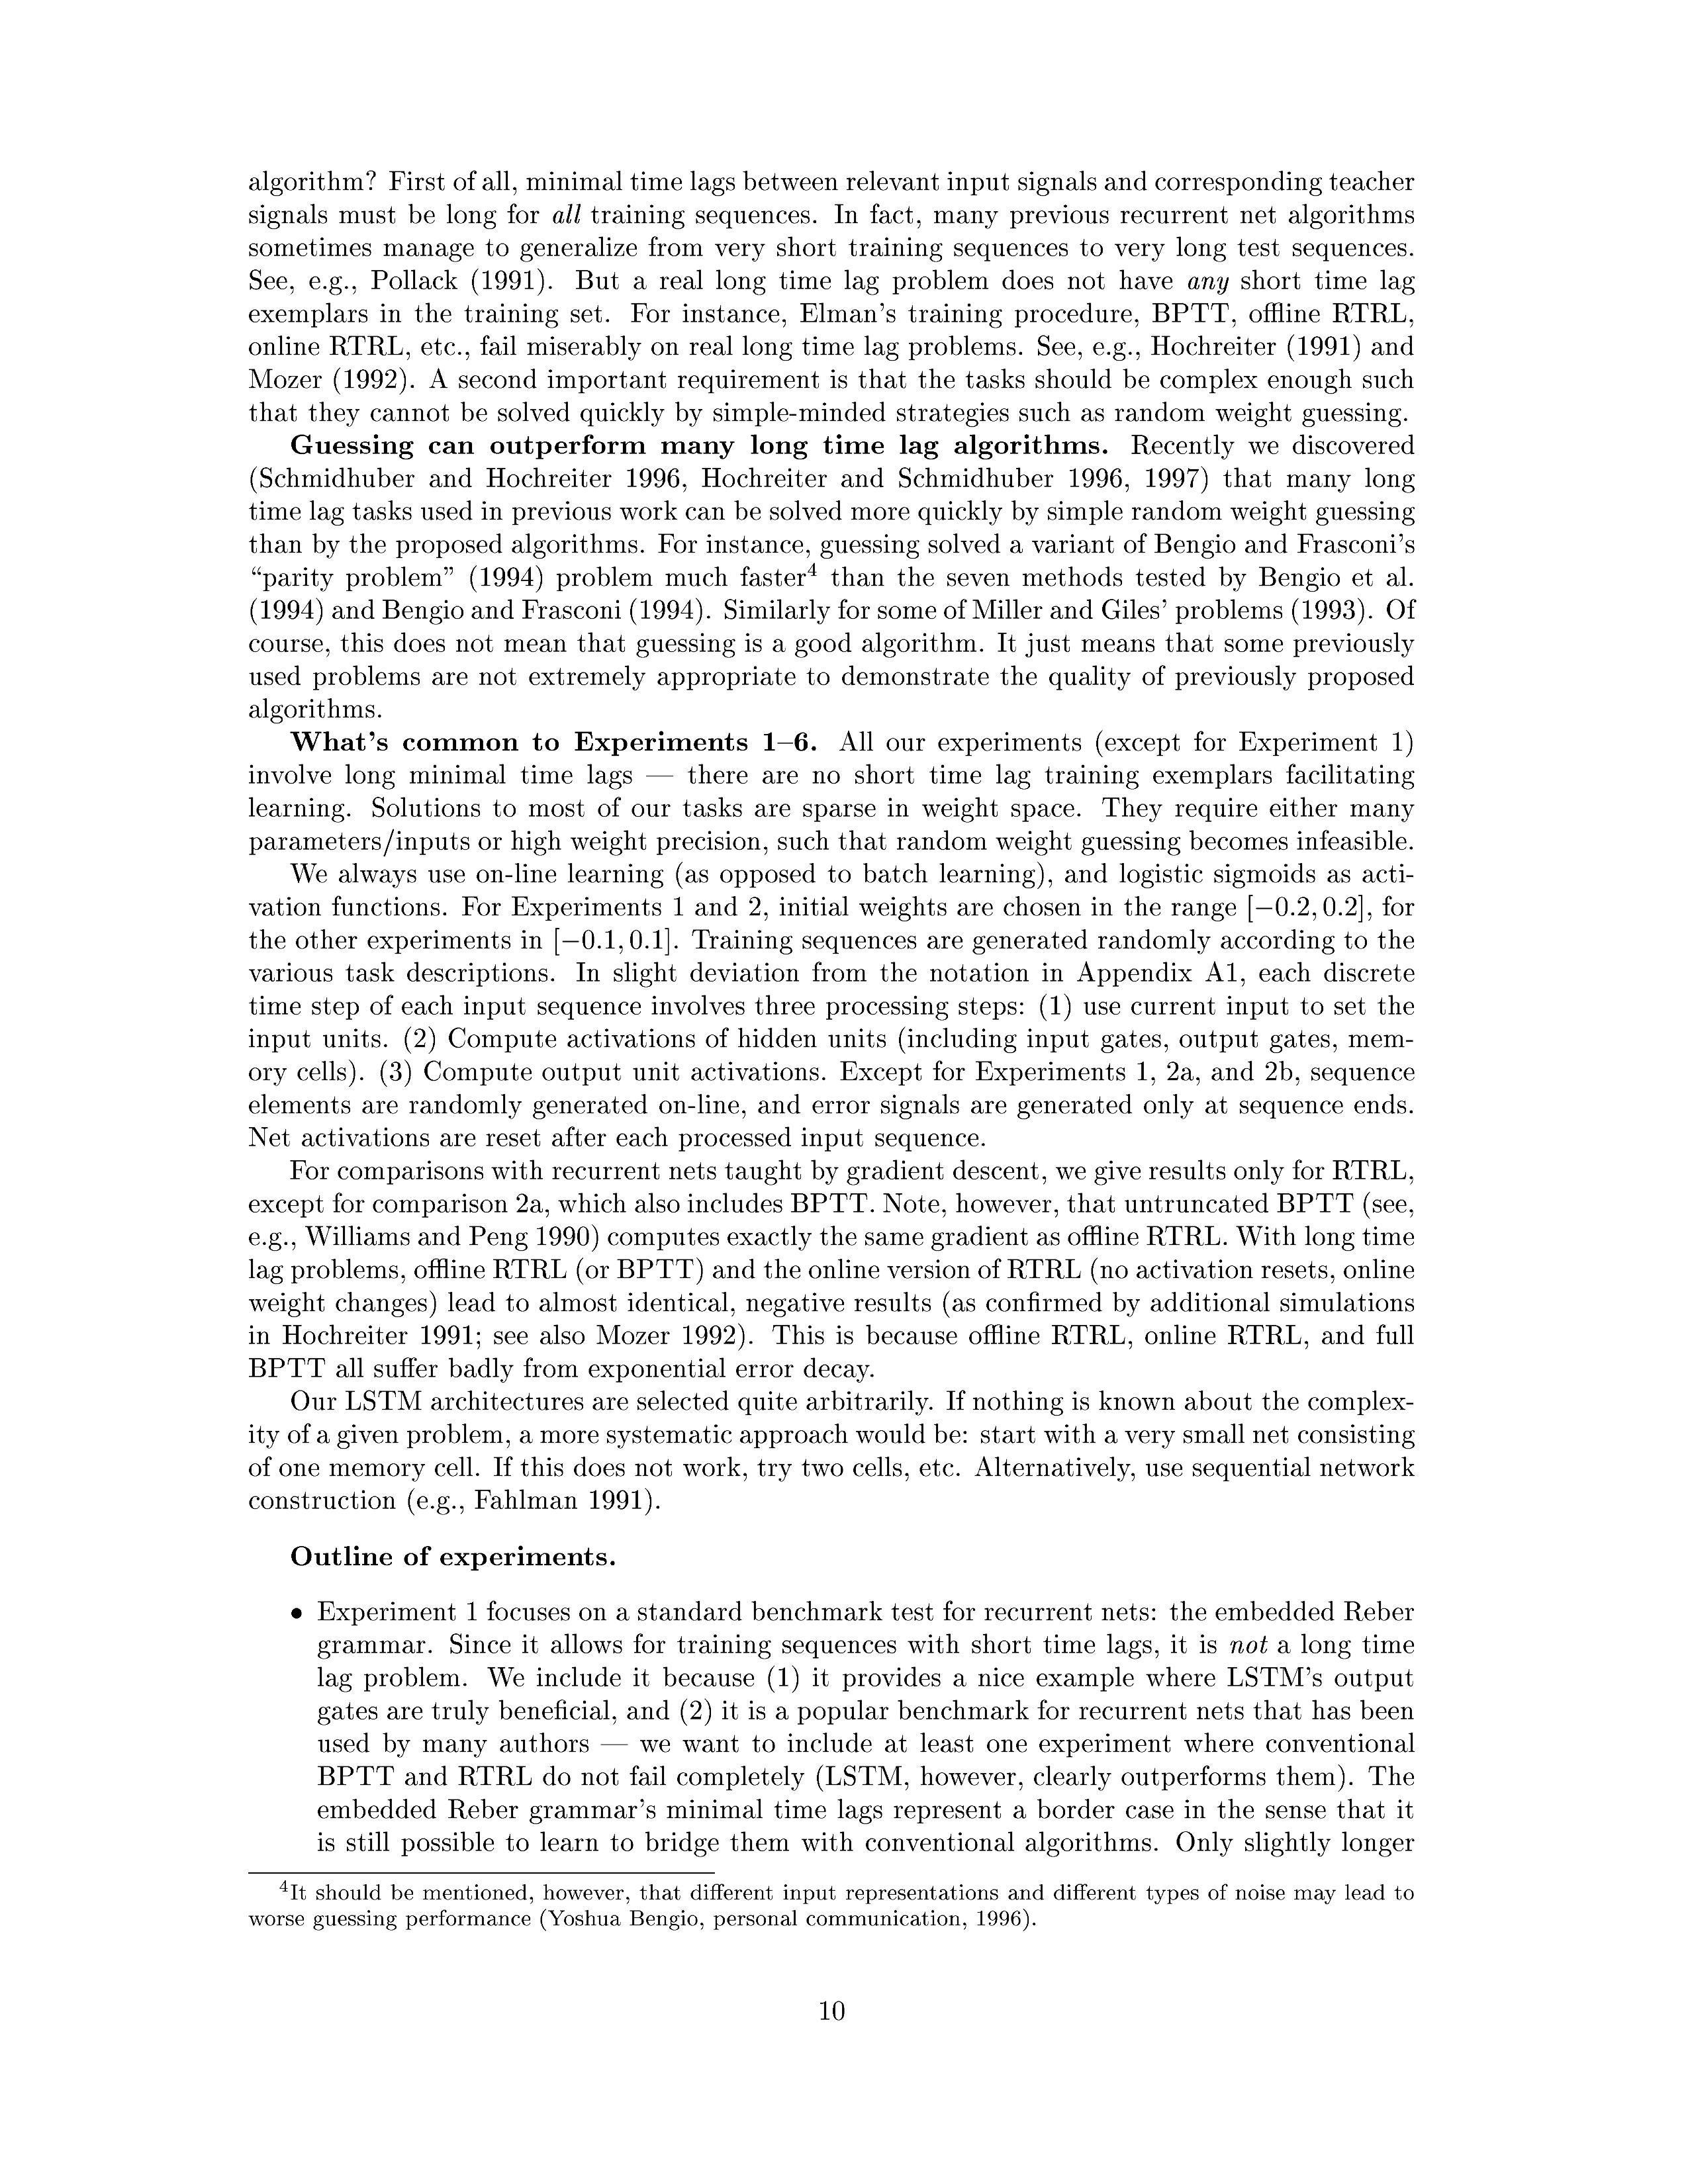 algorithm? First of all, minimal time lags between relevant input signals and corresponding teacher
signals must be long for all training sequences. In fact, many previous recurrent net algorithms
sometimes manage to generalize from very short training sequences to very long test sequences.
See, e.g., Pollack (1991). But a real long time lag problem does not have any short time lag
exemplars in the training set. For instance, Elman's training procedure, BPTT, offline RTRL,
online RTRL, etc., fail miserably on real long time lag problems. See, e.g., Hochreiter (1991) and
Mozer (1992). A second important requirement is that the tasks should be complex enough such
that they cannot be solved quickly by simple-minded strategies such as random weight guessing.
Guessing can outperform many long time lag algorithms. Recently we discovered
(Schmidhuber and Hochreiter 1996, Hochreiter and Schmidhuber 1996, 1997) that many long
time lag tasks used in previous work can be solved more quickly by simple random weight guessing
than by the proposed algorithms. For instance, guessing solved a variant of Bengio and Frasconi's
“parity problem” (1994) problem much faster⁴ than the seven methods tested by Bengio et al.
(1994) and Bengio and Frasconi (1994). Similarly for some of Miller and Giles' problems (1993). Of
course, this does not mean that guessing is a good algorithm. It just means that some previously
used problems are not extremely appropriate to demonstrate the quality of previously proposed
algorithms.
What's common to Experiments 1–6. All our experiments (except for Experiment 1)
involve long minimal time lags — there are no short time lag training exemplars facilitating
learning. Solutions to most of our tasks are sparse in weight space. They require either many
parameters/inputs or high weight precision, such that random weight guessing becomes infeasible.
We always use on-line learning (as opposed to batch learning), and logistic sigmoids as acti-
vation functions. For Experiments 1 and 2, initial weights are chosen in the range [−0.2, 0.2], for
the other experiments in [−0.1, 0.1]. Training sequences are generated randomly according to the
various task descriptions. In slight deviation from the notation in Appendix A1, each discrete
time step of each input sequence involves three processing steps: (1) use current input to set the
input units. (2) Compute activations of hidden units (including input gates, output gates, mem-
ory cells). (3) Compute output unit activations. Except for Experiments 1, 2a, and 2b, sequence
elements are randomly generated on-line, and error signals are generated only at sequence ends.
Net activations are reset after each processed input sequence.
For comparisons with recurrent nets taught by gradient descent, we give results only for RTRL,
except for comparison 2a, which also includes BPTT. Note, however, that untruncated BPTT (see,
e.g., Williams and Peng 1990) computes exactly the same gradient as offline RTRL. With long time
lag problems, offline RTRL (or BPTT) and the online version of RTRL (no activation resets, online
weight changes) lead to almost identical, negative results (as confirmed by additional simulations
in Hochreiter 1991; see also Mozer 1992). This is because offline RTRL, online RTRL, and full
BPTT all suffer badly from exponential error decay.
Our LSTM architectures are selected quite arbitrarily. If nothing is known about the complex-
ity of a given problem, a more systematic approach would be: start with a very small net consisting
of one memory cell. If this does not work, try two cells, etc. Alternatively, use sequential network
construction (e.g., Fahlman 1991).
Outline of experiments.
• Experiment 1 focuses on a standard benchmark test for recurrent nets: the embedded Reber
grammar. Since it allows for training sequences with short time lags, it is not a long time
lag problem. We include it because (1) it provides a nice example where LSTM's output
gates are truly beneficial, and (2) it is a popular benchmark for recurrent nets that has been
used by many authors — we want to include at least one experiment where conventional
BPTT and RTRL do not fail completely (LSTM, however, clearly outperforms them). The
embedded Reber grammar's minimal time lags represent a border case in the sense that it
is still possible to learn to bridge them with conventional algorithms. Only slightly longer
⁴It should be mentioned, however, that different input representations and different types of noise may lead to
worse guessing performance (Yoshua Bengio, personal communication, 1996).
10